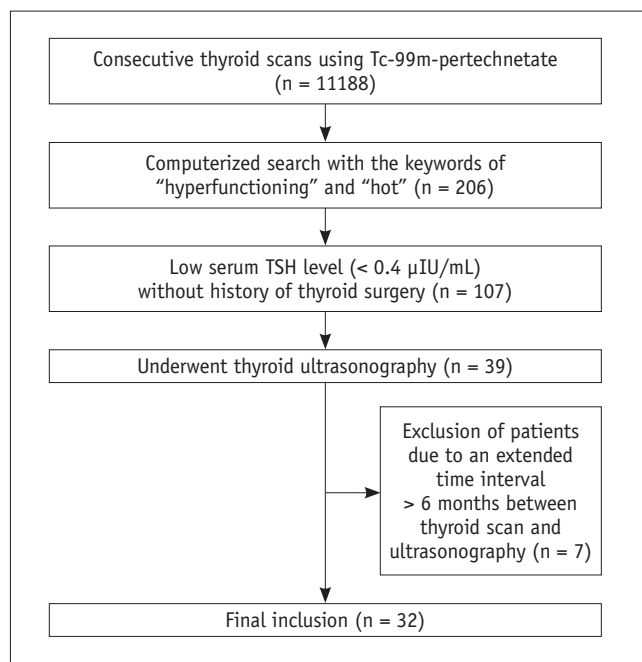 Consecutive thyroid scans using Tc-99m-pertechnetate
(n = 11188)
Computerized search with the keywords of
“hyperfunctioning” and “hot” (n = 206)
Low serum TSH level (< 0.4 μIU/mL)
without history of thyroid surgery (n = 107)
Underwent thyroid ultrasonography (n = 39)
Exclusion of patients
due to an extended
time interval
> 6 months between
thyroid scan and
ultrasonography (n = 7)
Final inclusion (n = 32)